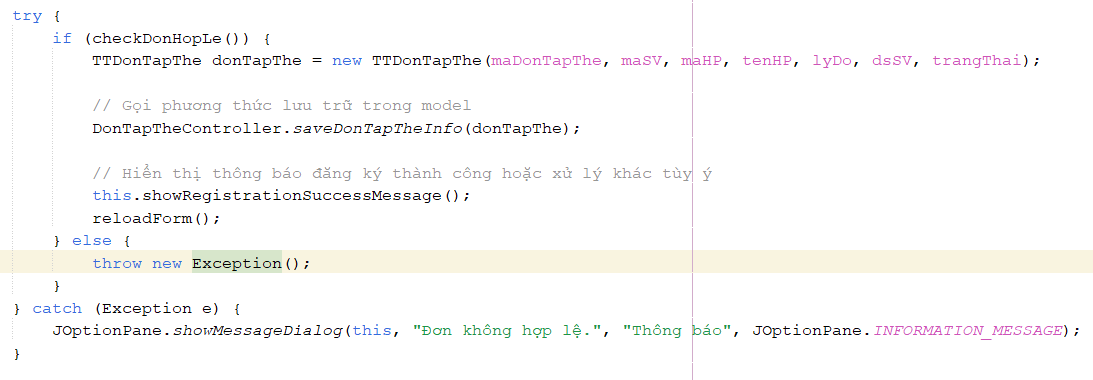 try {
if (checkDonHopLe()) {
TTDonTapThe donTapThe = new TTDonTapThe(maDonTapThe, maSV, maHP, tenHP, lyDo, dsSV, trangThai);
// Gọi phương thức lưu trữ trong model
DonTapTheController.saveDonTapTheInfo(donTapThe);
// Hiển thị thông báo đăng ký thành công hoặc xử lý khác tùy ý
this.showRegistrationSuccessMessage();
reloadForm();
} else {
throw new Exception();
}
} catch (Exception e) {
JOptionPane.showMessageDialog(this, "Đơn không hợp lệ.", "Thông báo", JOptionPane.INFORMATION_MESSAGE);
}